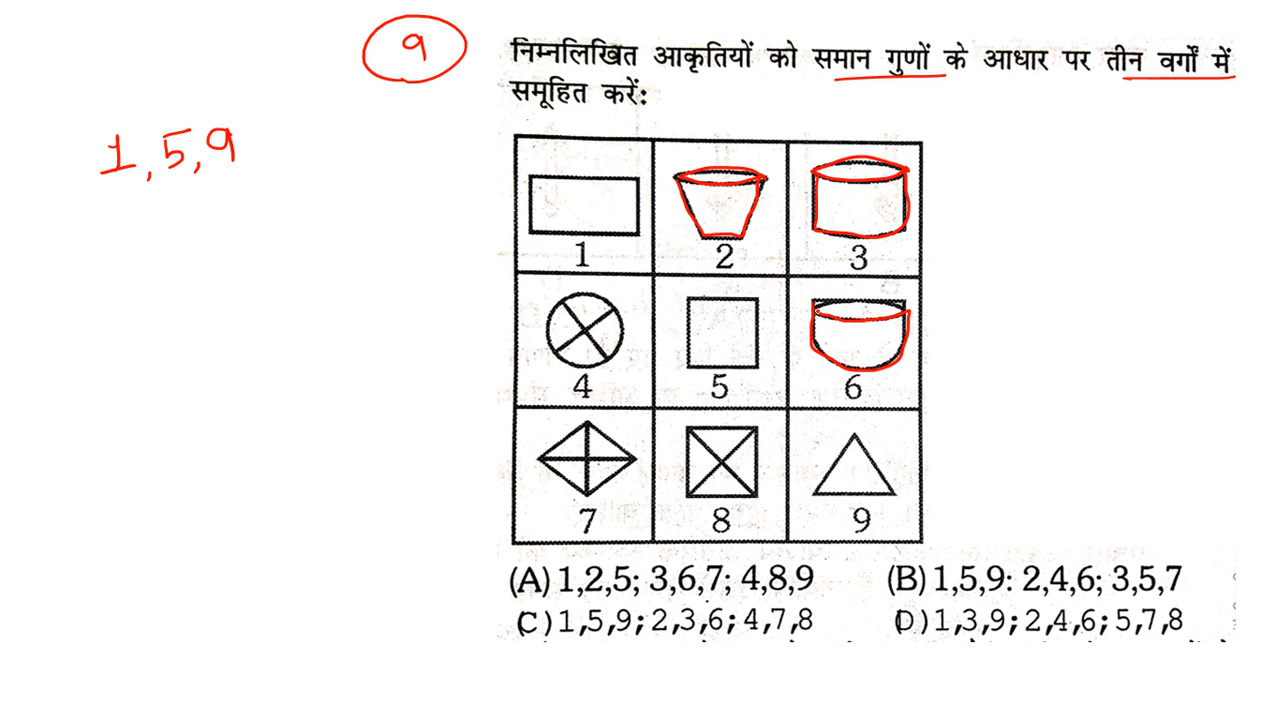 9
निम्नलिखित आकृतियों को समान गुणों के आधार पर तीन वर्गों में
समूहित करें:
1,5,9
1 2 3
4 5 6
7 8 9
(A) 1,2,5; 3,6,7; 4,8,9 (B) 1,5,9: 2,4,6; 3,5,7
C)1,5,9;2,3,6;4,7,8 D)1,3,9;2,4,6;5,7,8